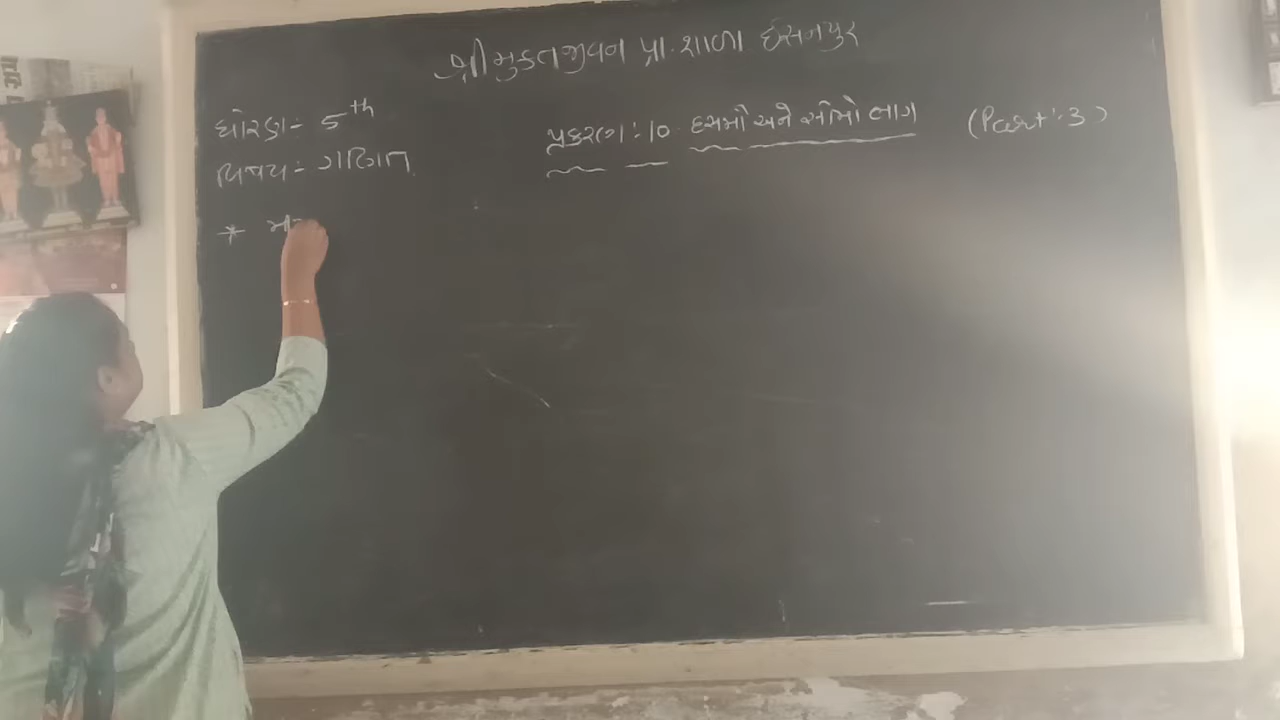 શ્રી મુક્તજીવન પ્રા. શાળા ઈસનપુર
ધોરણ :- 5th
પ્રકરણ :- 10. દસમાં અને સોમો ભાગ (Part :- 3)
વિષય :- ગણિત
* મા